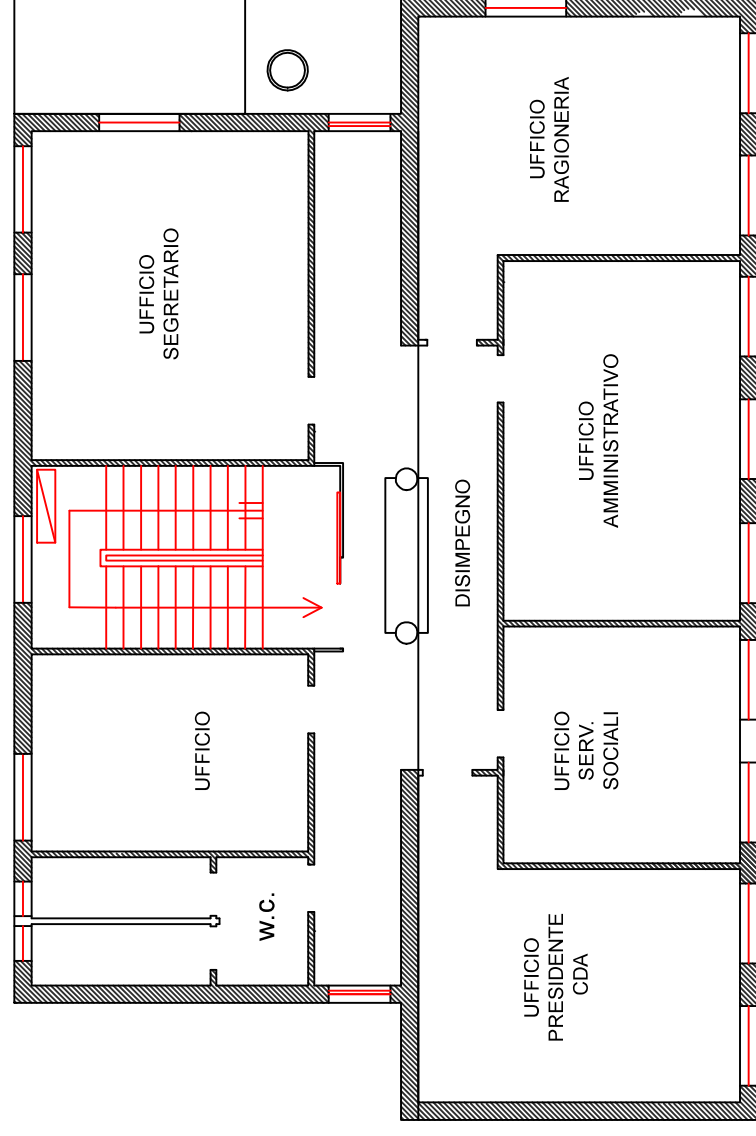 UFFICIO
RAGIONERIA
UFFICIO
SEGRETARIO
UFFICIO
AMMINISTRATIVO
DISIMPEGNO
UFFICIO
UFFICIO
SERV.
SOCIALI
W.C.
UFFICIO
PRESIDENTE
CDA